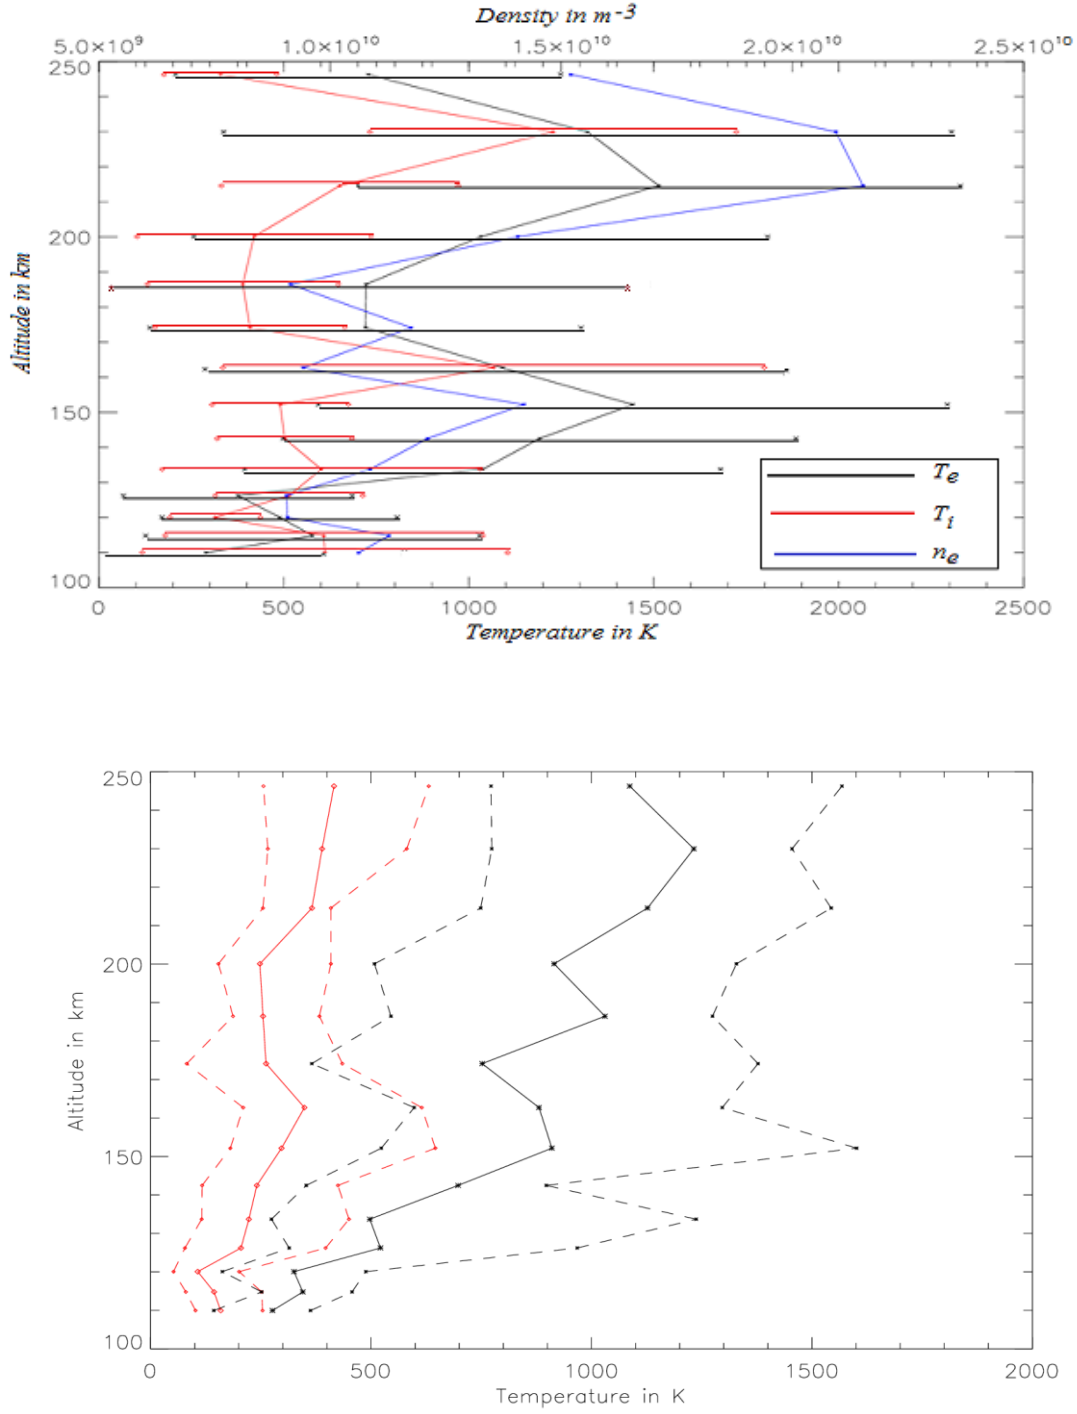 Density in m-3
5.0×10⁹ 1.0×10¹⁰ 1.5×10¹⁰ 2.0×10¹⁰ 2.5×10¹⁰
250
200
150
100
Altitude in km
Te
Ti
ne
0 500 1000 1500 2000 2500
Temperature in K
250
200
150
100
Altitude in km
0 500 1000 1500 2000
Temperature in K